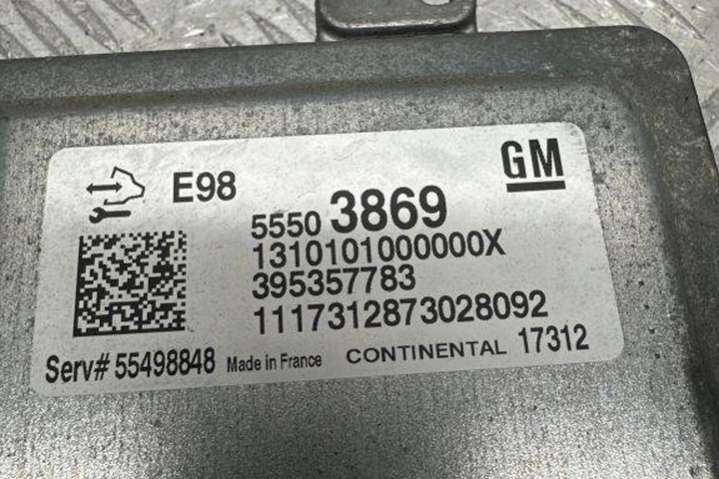 E98
GM
5550 3869
1310101000000X
395357783
1117312873028092
Serv# 55498848 Made in France CONTINENTAL 17312